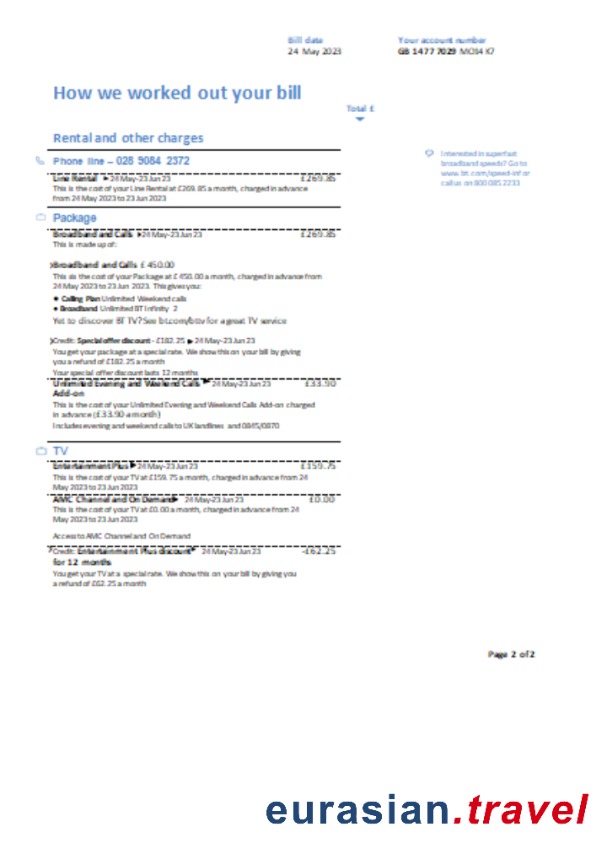 Bill date
24 May 2023
Your account number
GB 1477 7029 MO84 K7
How we worked out your bill
Total £
Rental and other charges
Phone line – 028 9084 2372
Line Rental 24 May-23 Jun 23 £269.85
This is the cost of your Line Rental at £269.85 a month, charged in advance
from 24 May 2023 to 23 Jun 2023
Interested in superfast
broadband speeds? Go to
www.bt.com/speed-inf or
call us on 800 085 2233
Package
Broadband and Calls 24 May-23 Jun 23 £269.85
This is made up of:
Broadband and Calls £ 450.00
This is the cost of your Package at £ 450.00 a month, charged in advance from
24 May 2023 to 23 Jun 2023. This gives you:
• Calling Plan Unlimited Weekend calls
• Broadband Unlimited BT Infinity 2
Yet to discover BT TV? See bt.com/bttv for a great TV service
Credit: Special offer discount - £182.25 24 May-23 Jun 23
You get your package at a special rate. We show this on your bill by giving
you a refund of £182.25 a month
Your special offer discount lasts 12 months
Unlimited Evening and Weekend Calls 24 May-23 Jun 23 £33.90
Add-on
This is the cost of your Unlimited Evening and Weekend Calls Add-on charged
in advance (£33.90 a month)
Includes evening and weekend calls to UK landlines and 0845/0870
TV
Entertainment Plus 24 May-23 Jun 23 £159.75
This is the cost of your TV at £159.75 a month, charged in advance from 24
May 2023 to 23 Jun 2023
AMC Channel and On Demand 24 May-23 Jun 23 £0.00
This is the cost of your TV at £0.00 a month, charged in advance from 24
May 2023 to 23 Jun 2023
Access to AMC Channel and On Demand
Credit: Entertainment Plus discount 24 May-23 Jun 23 -£62.25
for 12 months
You get your TV at a special rate. We show this on your bill by giving you
a refund of £62.25 a month
Page 2 of 2
eurasian.travel